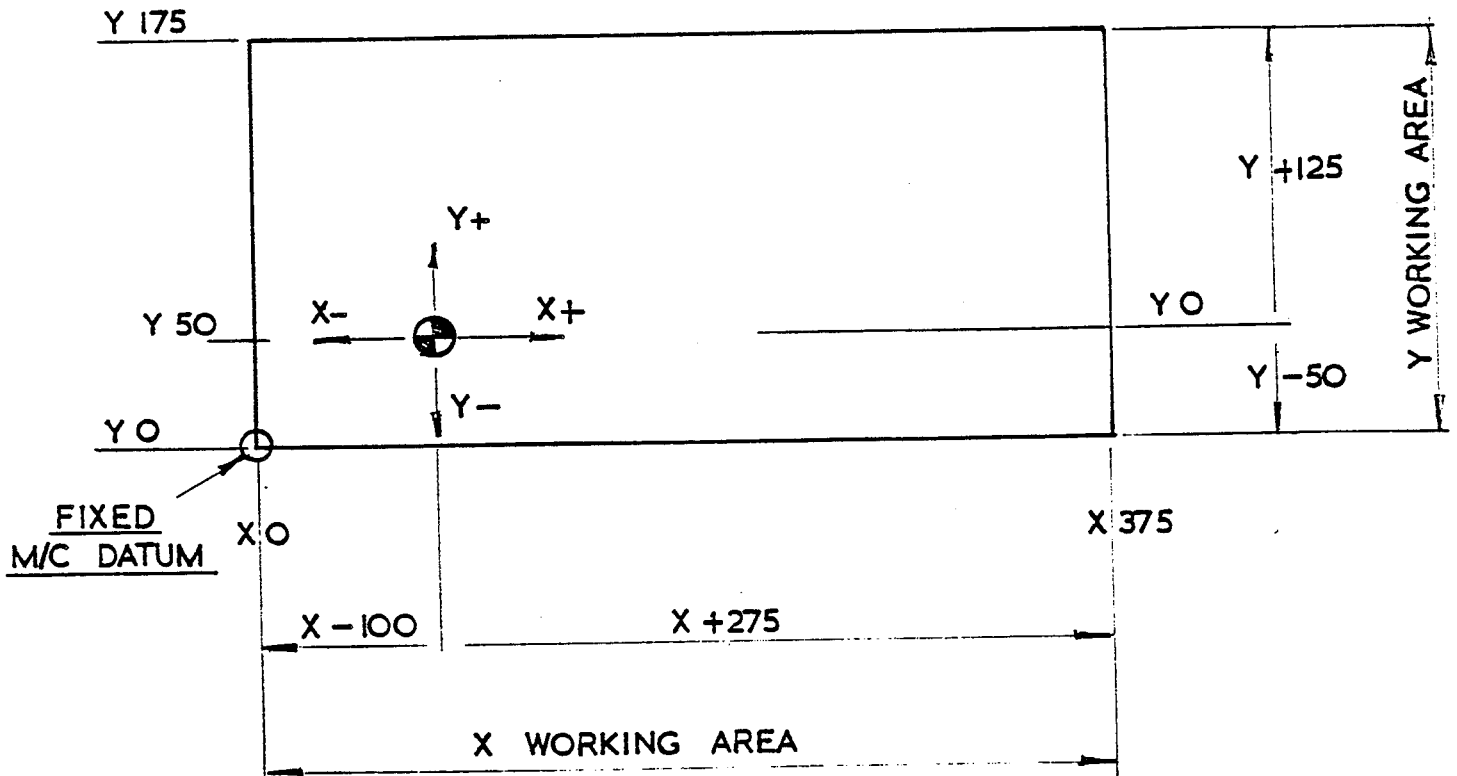 Y 175
Y +125
Y WORKING AREA
Y+
X-
X+
Y 50
Y O
Y -50
Y-
Y O
FIXED
M/C DATUM
X O
X 375
X -100
X +275
X WORKING AREA